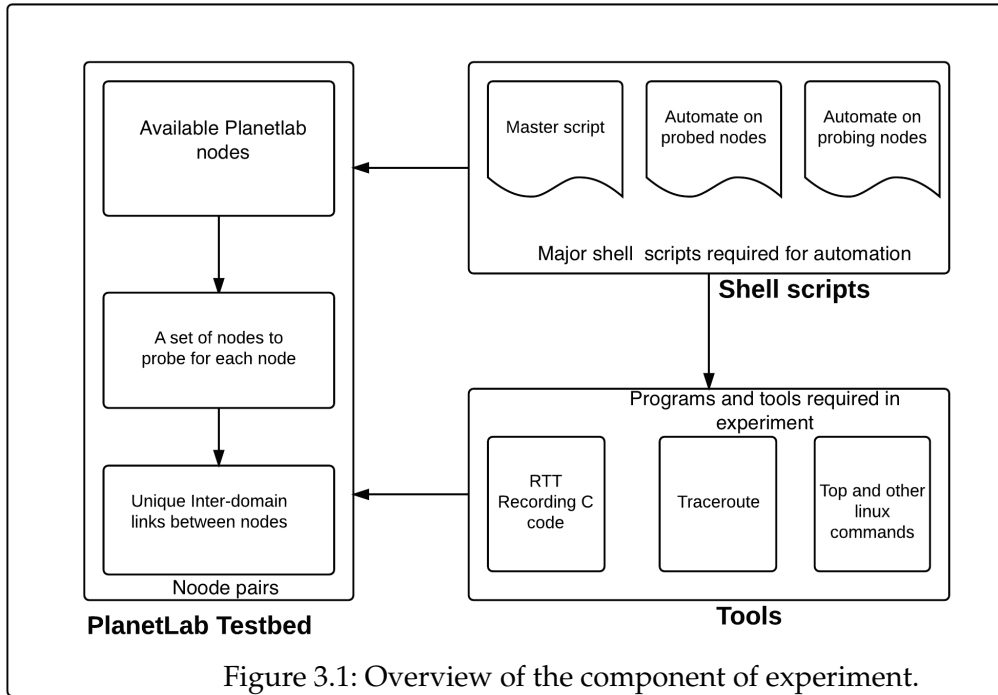 Available Planetlab
nodes
A set of nodes to
probe for each node
Unique Inter-domain
links between nodes
Noode pairs
PlanetLab Testbed
Master script
Automate on
probed nodes
Automate on
probing nodes
Major shell scripts required for automation
Shell scripts
Programs and tools required in
experiment
RTT
Recording C
code
Traceroute
Top and other
linux
commands
Tools
Figure 3.1: Overview of the component of experiment.